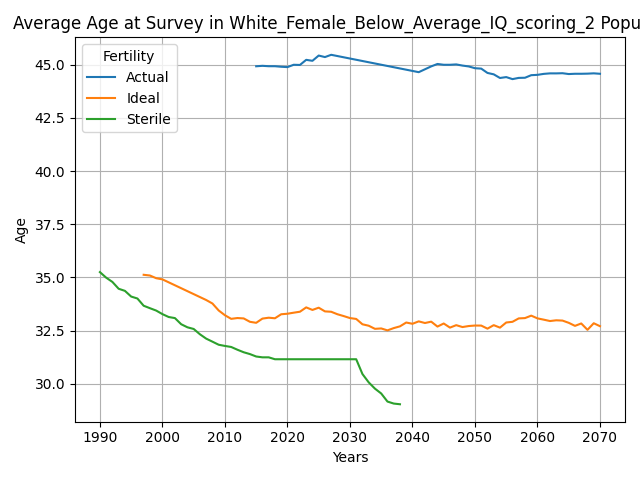 Average Age at Survey in White_Female_Below_Average_IQ_scoring_2 Popu
Fertility
Actual
Ideal
Sterile
45.0
42.5
40.0
37.5
35.0
32.5
30.0
Age
1990 2000 2010 2020 2030 2040 2050 2060 2070
Years